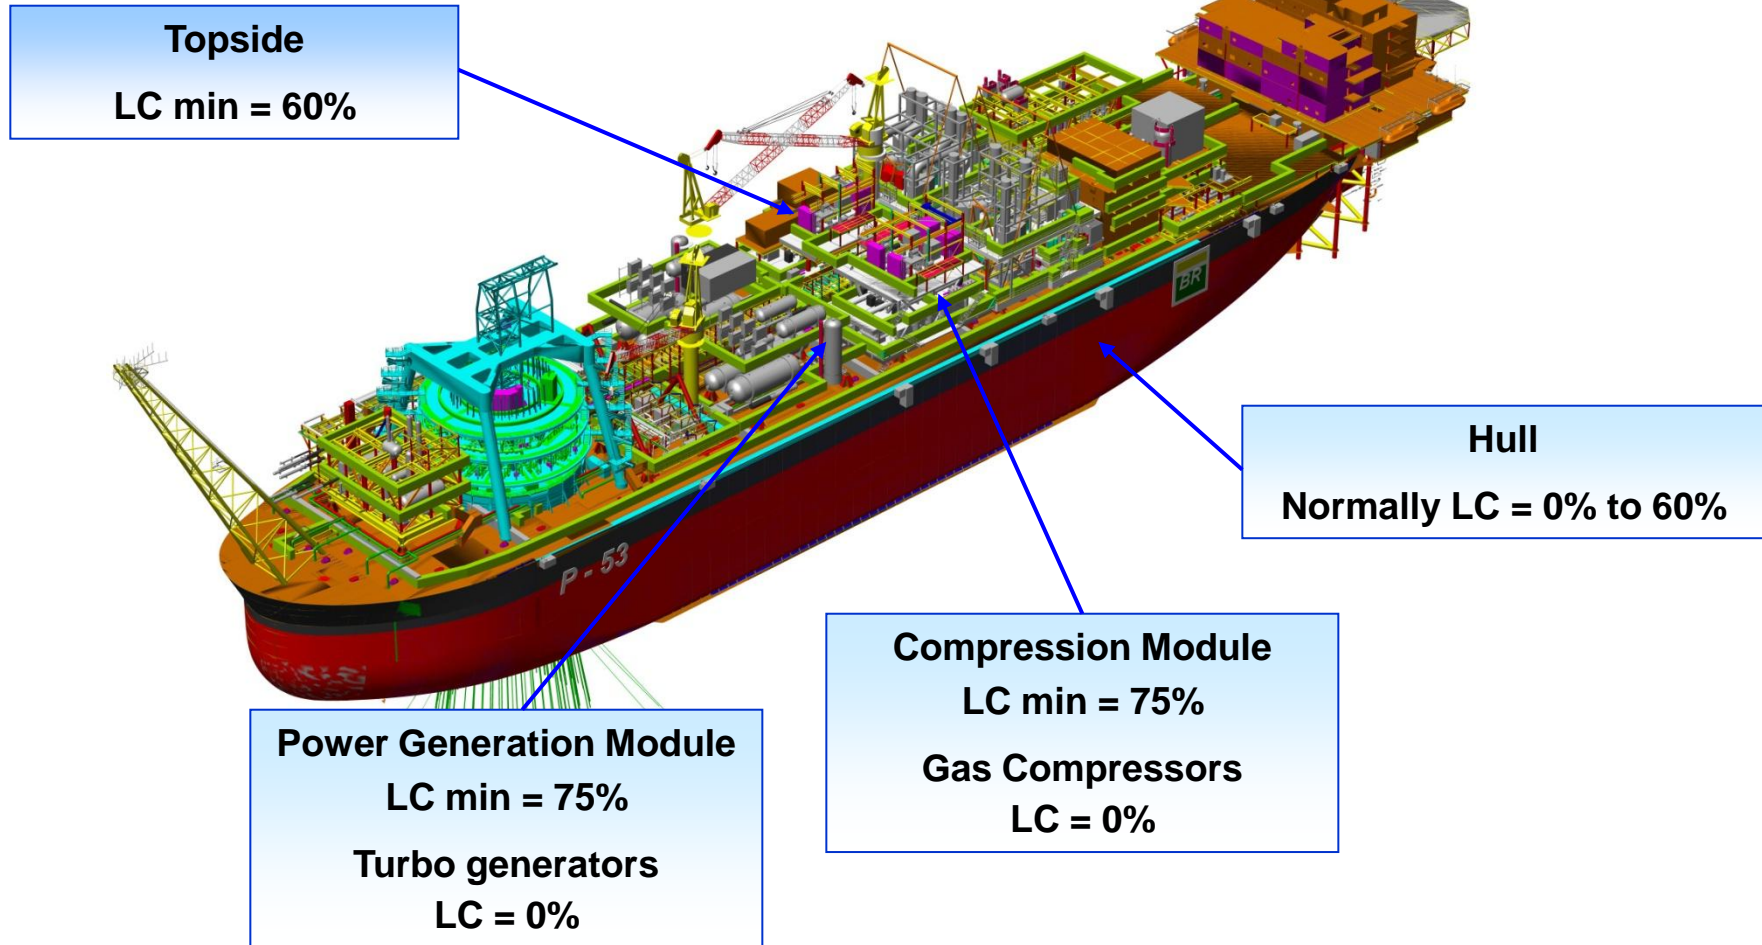 Topside
LC min = 60%
BR
Hull
Normally LC = 0% to 60%
P - 53
Compression Module
LC min = 75%
Gas Compressors
LC = 0%
Power Generation Module
LC min = 75%
Turbo generators
LC = 0%